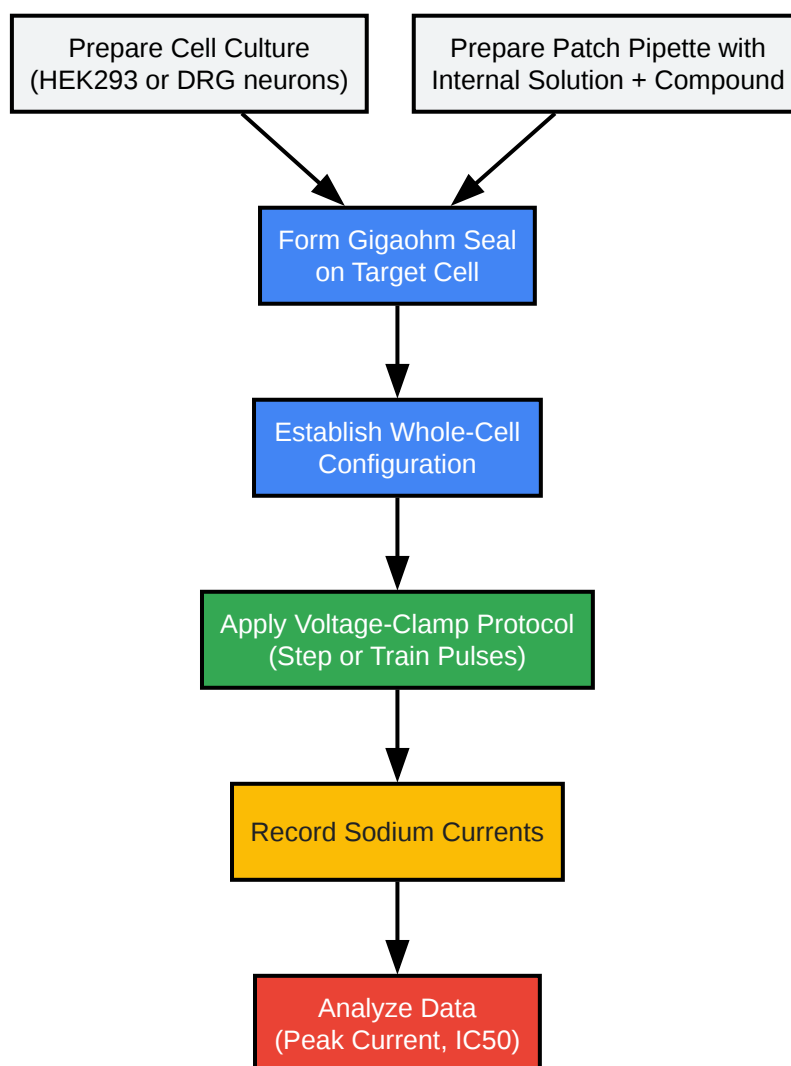 Prepare Cell Culture
(HEK293 or DRG neurons)
Prepare Patch Pipette with
Internal Solution + Compound
Form Gigaohm Seal
on Target Cell
Establish Whole-Cell
Configuration
Apply Voltage-Clamp Protocol
(Step or Train Pulses)
Record Sodium Currents
Analyze Data
(Peak Current, IC50)